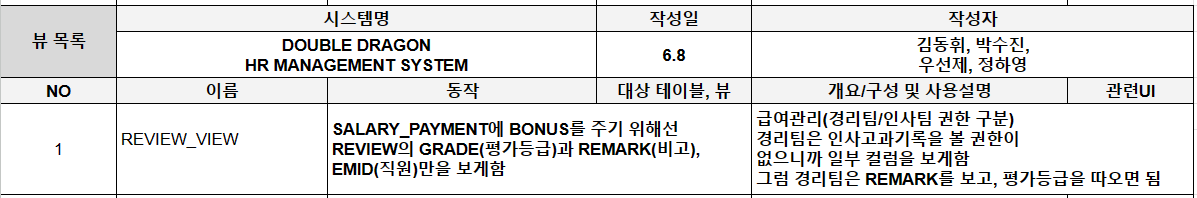 뷰 목록
시스템명
작성일
작성자
DOUBLE DRAGON
HR MANAGEMENT SYSTEM
6.8
김동휘, 박수진,
우선제, 정하영
NO
이름
동작
대상 테이블, 뷰
개요/구성 및 사용설명
관련UI
1
REVIEW_VIEW
SALARY_PAYMENT에 BONUS를 주기 위해선
REVIEW의 GRADE(평가등급)과 REMARK(비고),
EMID(직원)만을 보게함
급여관리(경리팀/인사팀 권한 구분)
경리팀은 인사고과기록을 볼 권한이
없으니까 일부 컬럼을 보게함
그럼 경리팀은 REMARK를 보고, 평가등급을 따오면 됨